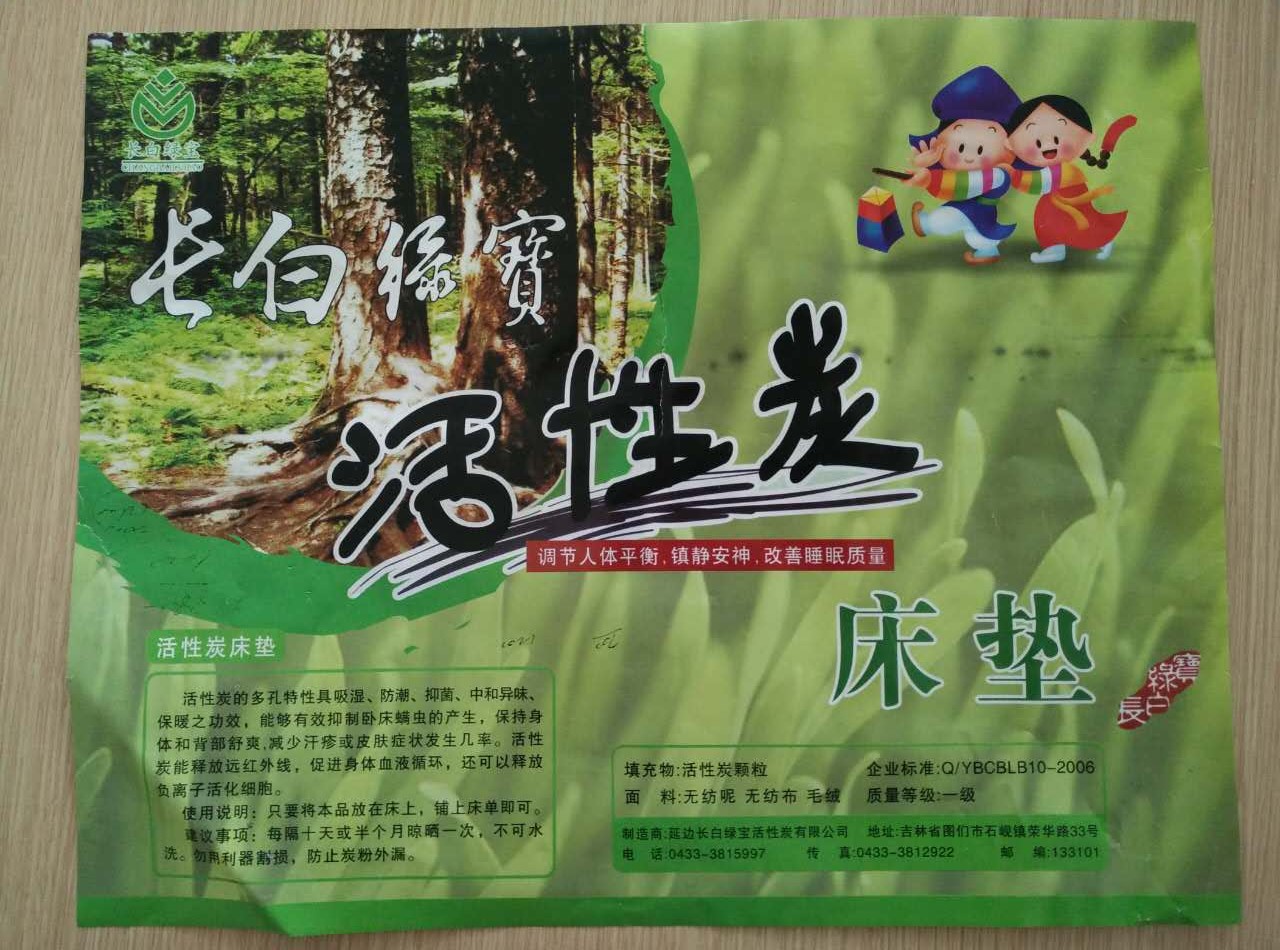 长白绿宝
长白绿寳
活性炭
调节人体平衡,镇静安神,改善睡眠质量
床垫
長白綠寶
活性炭床垫
活性炭的多孔特性具吸湿、防潮、抑菌、中和异味、
保暖之功效，能够有效抑制卧床螨虫的产生，保持身
体和背部舒爽,减少汗疹或皮肤症状发生几率。活性
炭能释放远红外线，促进身体血液循环，还可以释放
负离子活化细胞。
使用说明：只要将本品放在床上，铺上床单即可。
建议事项：每隔十天或半个月晾晒一次，不可水
洗。勿用利器割损，防止炭粉外漏。
填充物:活性炭颗粒 企业标准:Q/YBCBLB10-2006
面 料:无纺呢 无纺布 毛绒 质量等级:一级
制造商:延边长白绿宝活性炭有限公司 地址:吉林省图们市石岘镇荣华路33号
电 话:0433-3815997 传 真:0433-3812922 邮 编:133101